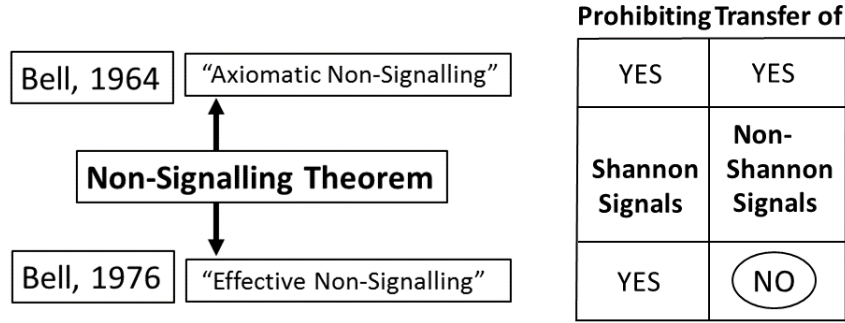 Prohibiting Transfer of
Bell, 1964
“Axiomatic Non-Signalling”
YES
YES
Non-Signalling Theorem
Shannon
Signals
Non-
Shannon
Signals
Bell, 1976
“Effective Non-Signalling”
YES
NO